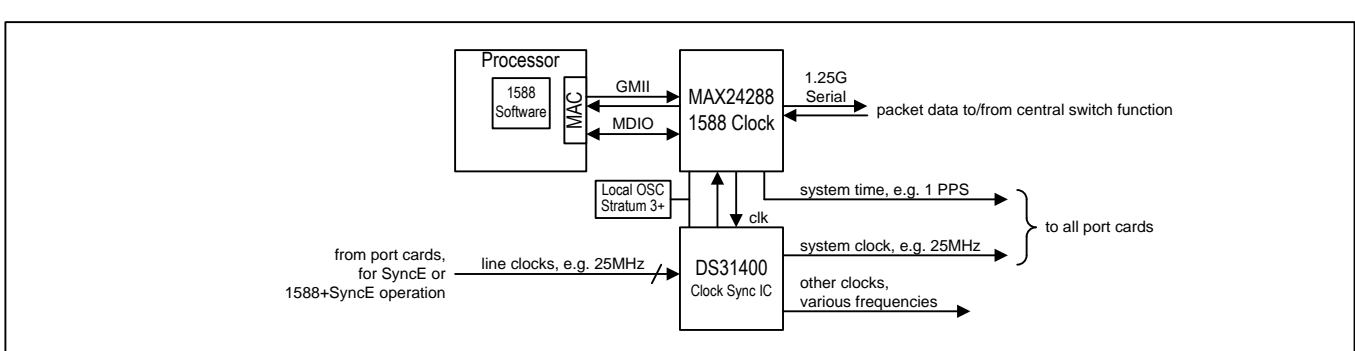 Processor
1588
Software
MAC
GMII
MDIO
MAX24288
1588 Clock
1.25G
Serial
packet data to/from central switch function
Local OSC
Stratum 3+
clk
system time, e.g. 1 PPS
to all port cards
from port cards,
for SyncE or
1588+SyncE operation
line clocks, e.g. 25MHz
DS31400
Clock Sync IC
system clock, e.g. 25MHz
other clocks,
various frequencies